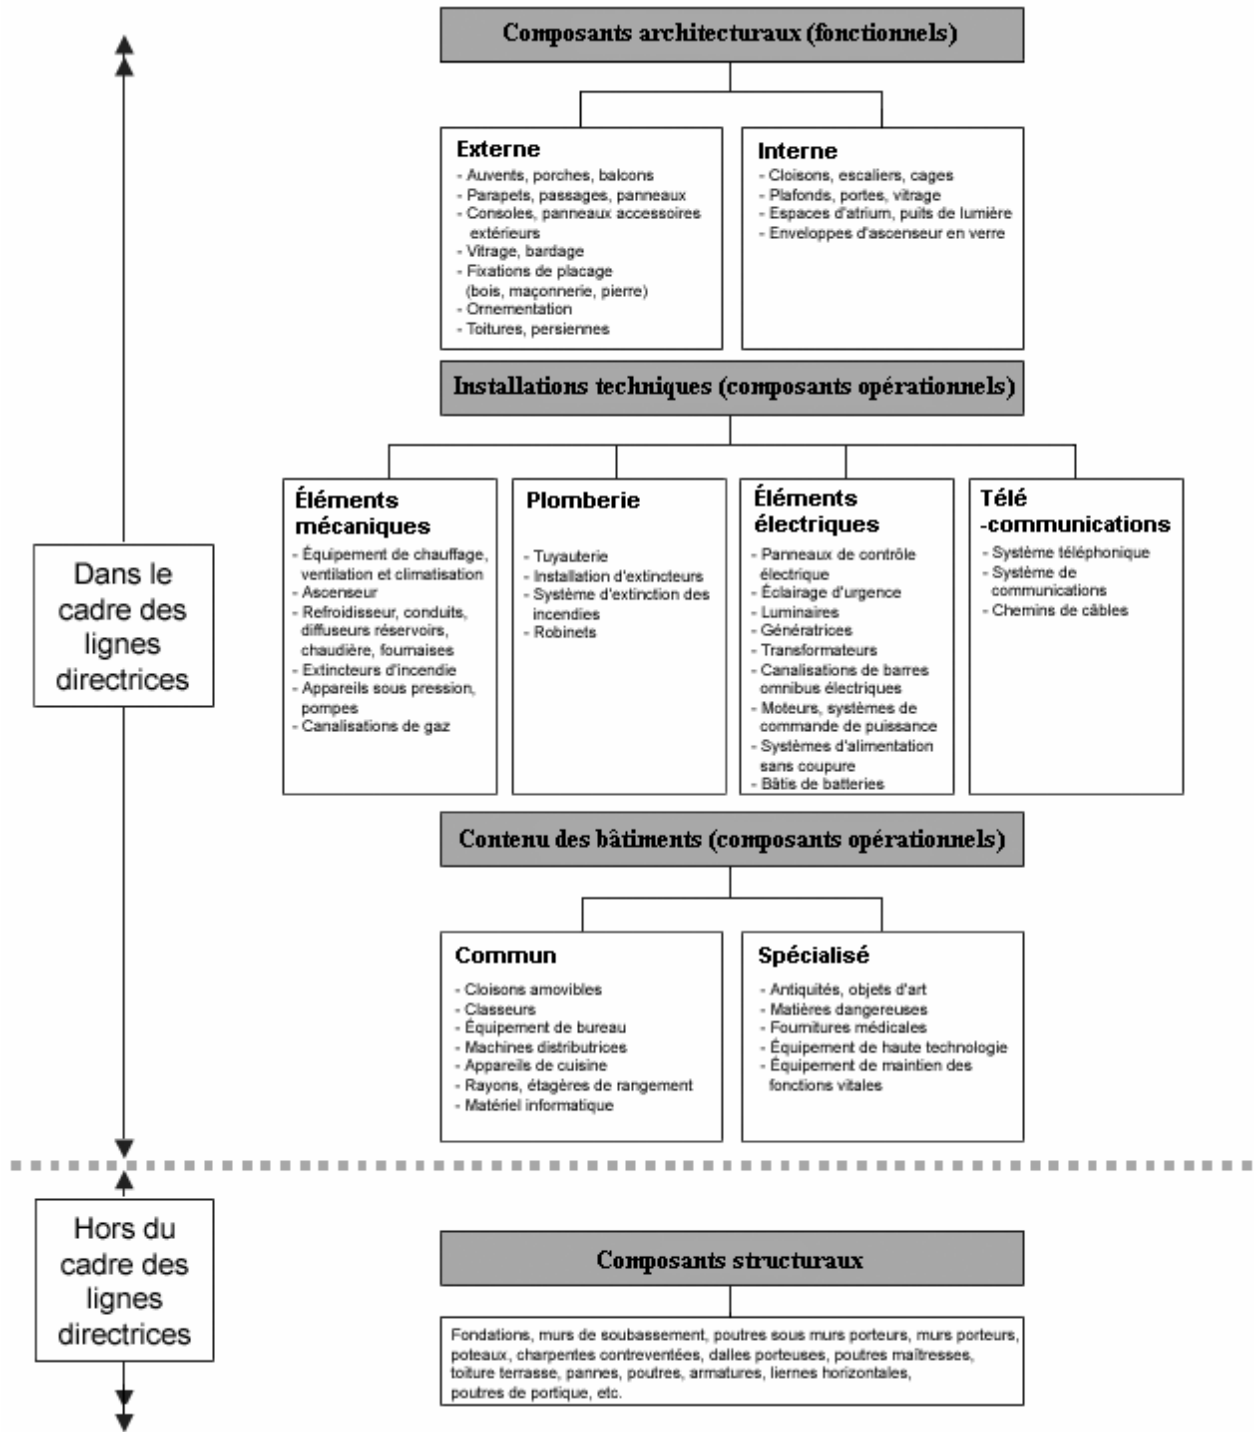 Composants architecturaux (fonctionnels)
Externe
- Auvents, porches, balcons
- Parapets, passages, panneaux
- Consoles, panneaux accessoires
extérieurs
- Vitrage, bardage
- Fixations de placage
(bois, maçonnerie, pierre)
- Ornementation
- Toitures, persiennes
Interne
- Cloisons, escaliers, cages
- Plafonds, portes, vitrage
- Espaces d'atrium, puits de lumière
- Enveloppes d'ascenseur en verre
Installations techniques (composants opérationnels)
Éléments
mécaniques
- Équipement de chauffage,
ventilation et climatisation
- Ascenseur
- Refroidisseur, conduits,
diffuseurs réservoirs,
chaudière, fournaises
- Extincteurs d'incendie
- Appareils sous pression,
pompes
- Canalisations de gaz
Plomberie
- Tuyauterie
- Installation d'extincteurs
- Système d'extinction des
incendies
- Robinets
Éléments
électriques
- Panneaux de contrôle
électrique
- Éclairage d'urgence
- Luminaires
- Génératrices
- Transformateurs
- Canalisations de barres
omnibus électriques
- Moteurs, systèmes de
commande de puissance
- Systèmes d'alimentation
sans coupure
- Bâtis de batteries
Télé
-communications
- Système téléphonique
- Système de
communications
- Chemins de câbles
Dans le
cadre des
lignes
directrices
Contenu des bâtiments (composants opérationnels)
Commun
- Cloisons amovibles
- Classeurs
- Équipement de bureau
- Machines distributrices
- Appareils de cuisine
- Rayons, étagères de rangement
- Matériel informatique
Spécialisé
- Antiquités, objets d'art
- Matières dangereuses
- Fournitures médicales
- Équipement de haute technologie
- Équipement de maintien des
fonctions vitales
Hors du
cadre des
lignes
directrices
Composants structuraux
Fondations, murs de soubassement, poutres sous murs porteurs, murs porteurs,
poteaux, charpentes contreventées, dalles porteuses, poutres maîtresses,
toiture terrasse, pannes, poutres, armatures, liernes horizontales,
poutres de portique, etc.